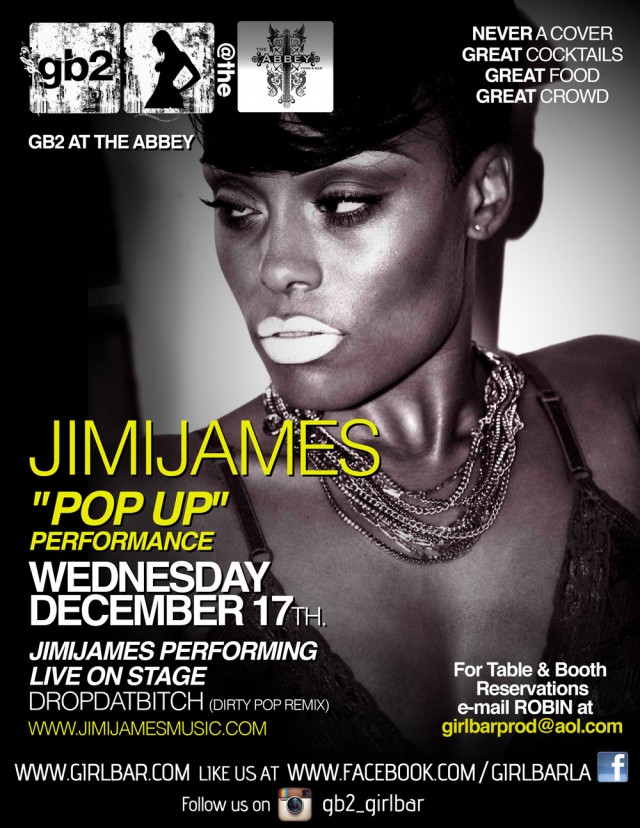 gb2
@the
THE
ABBEY
FOOD & BAR
GB2 AT THE ABBEY
NEVER A COVER
GREAT COCKTAILS
GREAT FOOD
GREAT CROWD
JIMIJAMES
"POP UP"
PERFORMANCE
WEDNESDAY
DECEMBER 17TH.
JIMIJAMES PERFORMING
LIVE ON STAGE
DROPDATBITCH (DIRTY POP REMIX)
WWW.JIMIJAMESMUSIC.COM
For Table & Booth
Reservations
e-mail ROBIN at
girlbarprod@aol.com
WWW.GIRLBAR.COM LIKE US AT WWW.FACEBOOK.COM/GIRLBARLA f
Follow us on gb2_girlbar